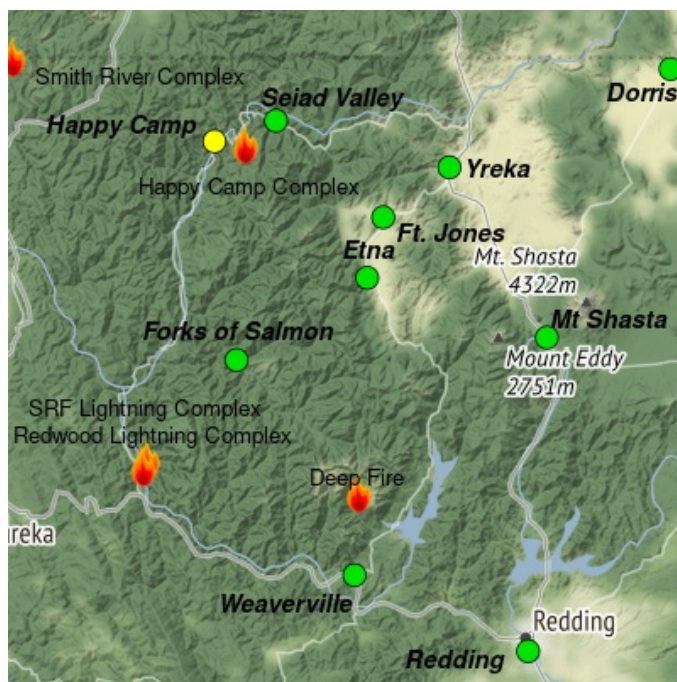 Smith River Complex
Dorris
Seiad Valley
Happy Camp
Yreka
Happy Camp Complex
Ft. Jones
Etna
Mt. Shasta
4322m
Mt Shasta
Forks of Salmon
Mount Eddy
2751m
SRF Lightning Complex
Redwood Lightning Complex
Deep Fire
ureka
Weaverville
Redding
Redding